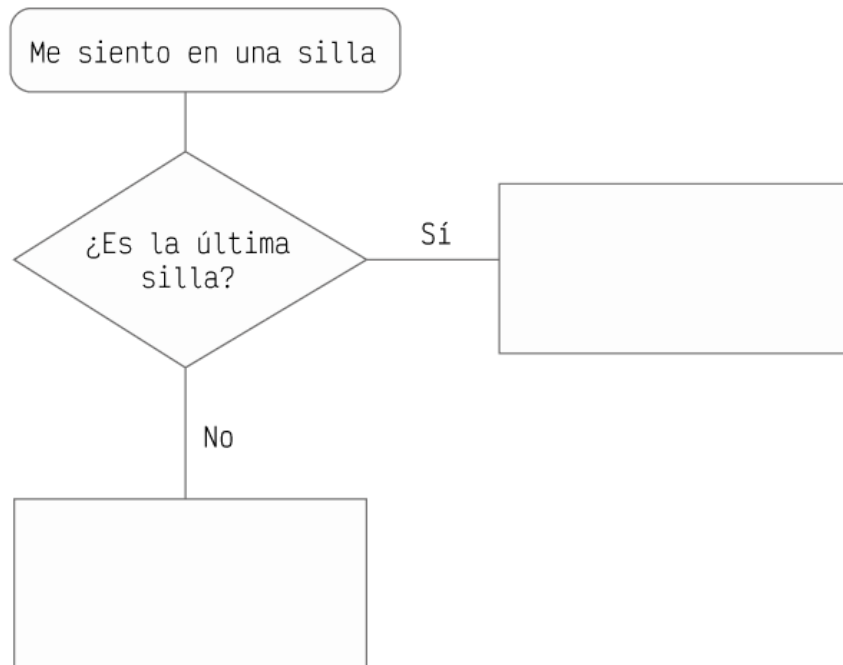 Me siento en una silla
¿Es la última
silla?
Sí
No